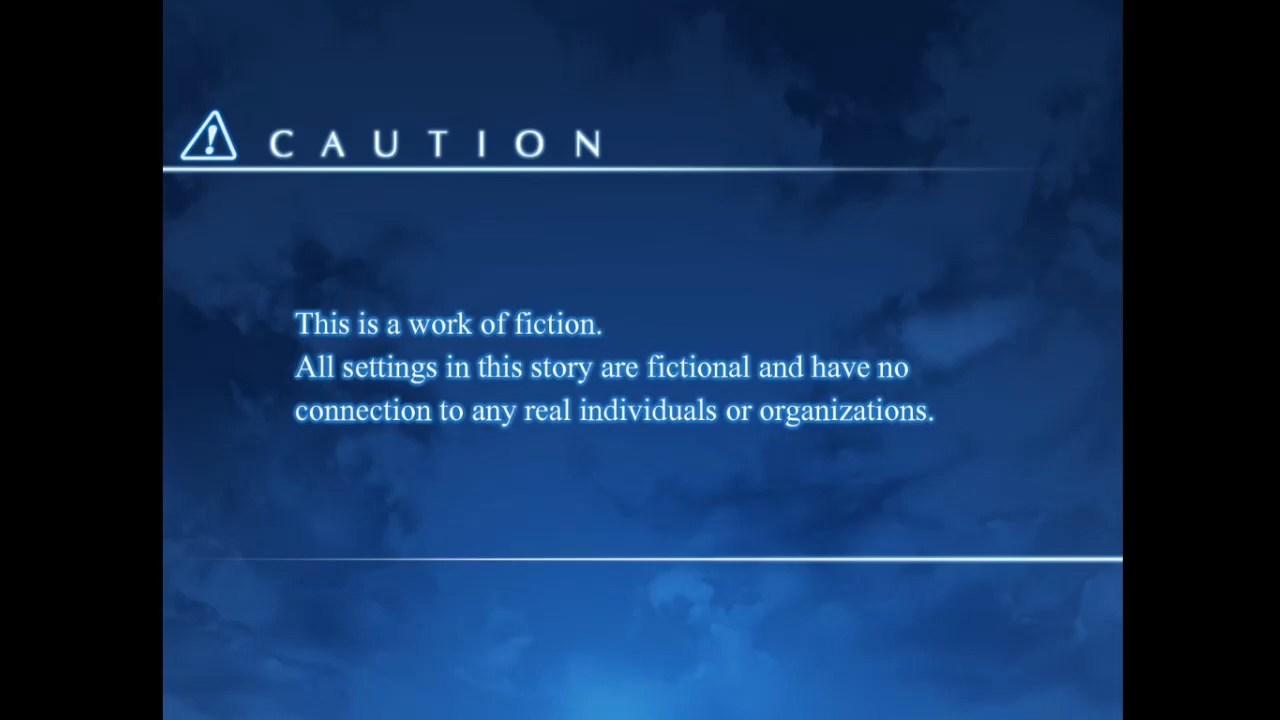 CAUTION
This is a work of fiction.
All settings in this story are fictional and have no
connection to any real individuals or organizations.